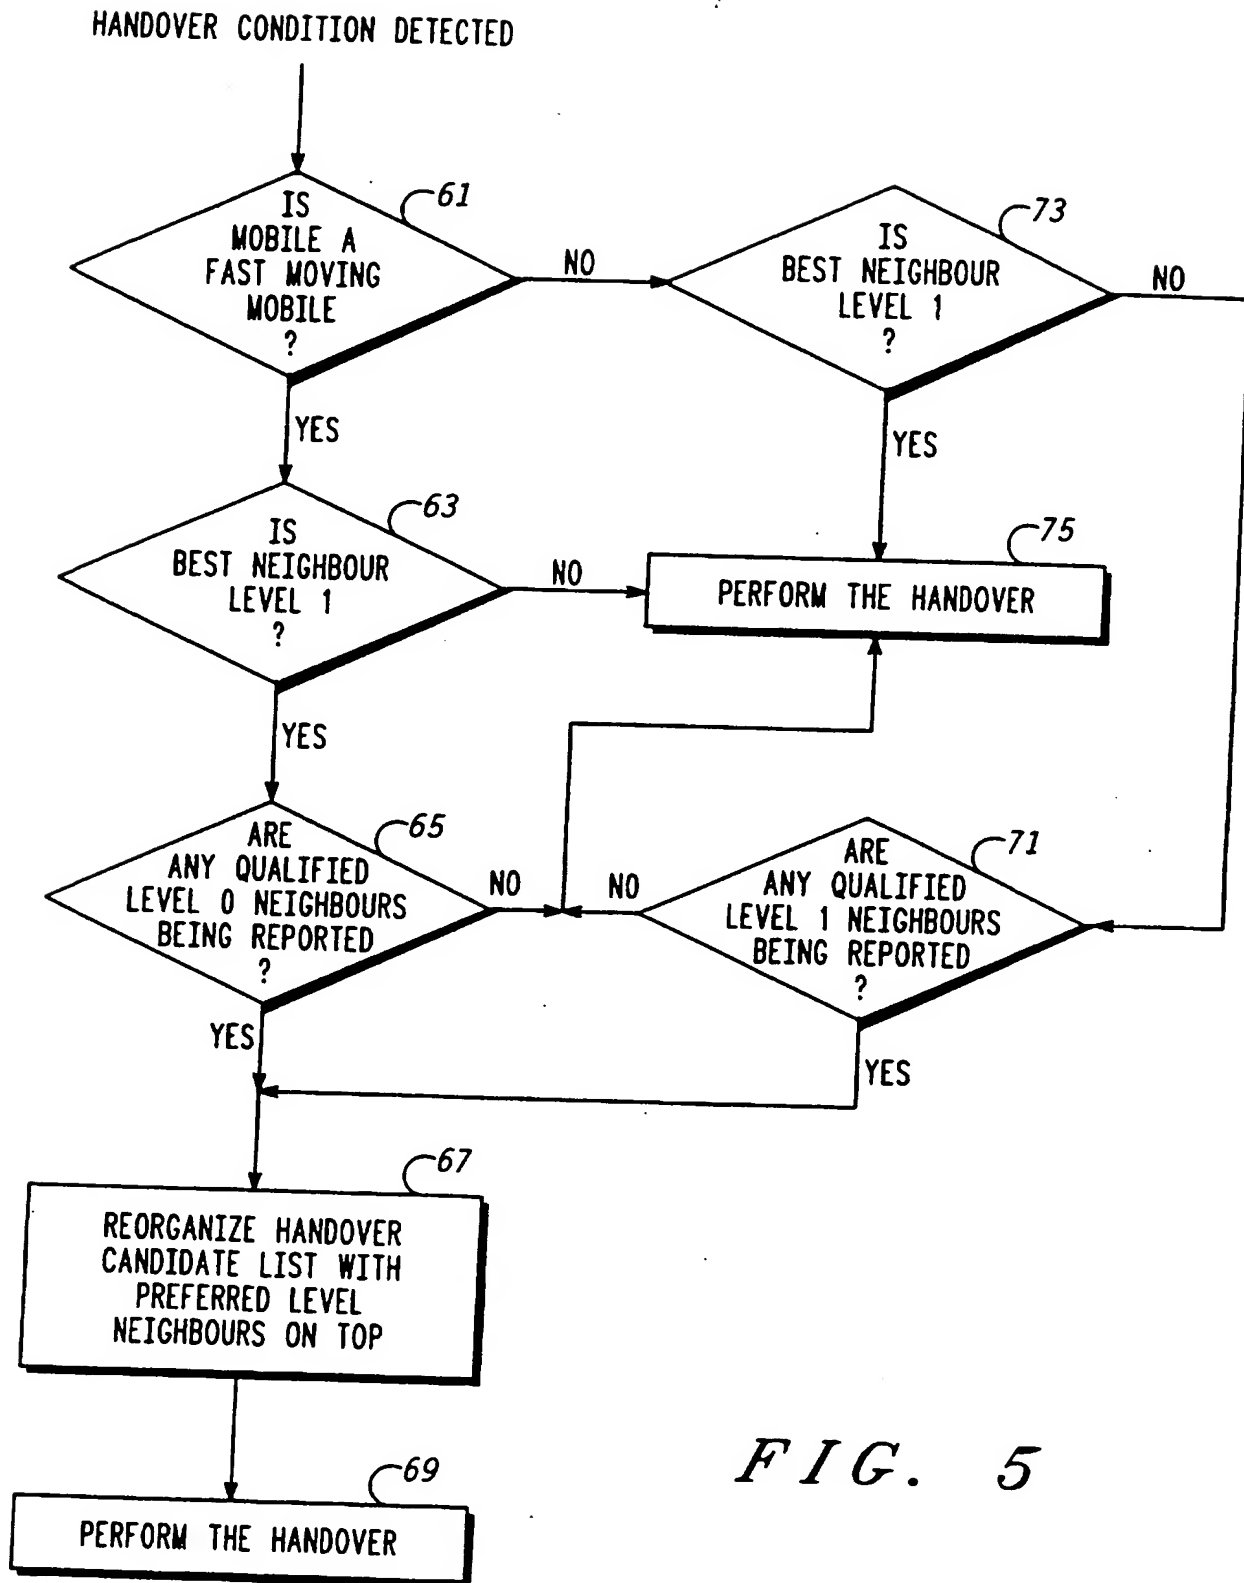 HANDOVER CONDITION DETECTED
61
IS
MOBILE A
FAST MOVING
MOBILE
?
NO
YES
73
IS
BEST NEIGHBOUR
LEVEL 1
?
NO
YES
63
IS
BEST NEIGHBOUR
LEVEL 1
?
NO
YES
75
PERFORM THE HANDOVER
65
ARE
ANY QUALIFIED
LEVEL 0 NEIGHBOURS
BEING REPORTED
?
NO
YES
71
ARE
ANY QUALIFIED
LEVEL 1 NEIGHBOURS
BEING REPORTED
?
NO
YES
67
REORGANIZE HANDOVER
CANDIDATE LIST WITH
PREFERRED LEVEL
NEIGHBOURS ON TOP
69
PERFORM THE HANDOVER
FIG. 5